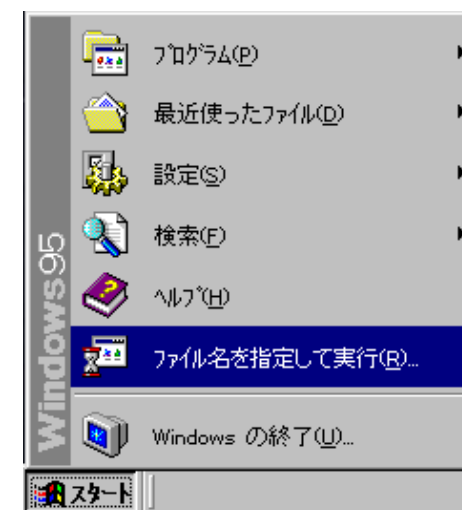 ﾌﾟﾛｸﾞﾗﾑ(P)
最近使ったﾌｧｲﾙ(D)
設定(S)
検索(F)
ﾍﾙﾌﾟ(H)
ﾌｧｲﾙ名を指定して実行(R)...
Windows の終了(U)...
Windows95
スタート